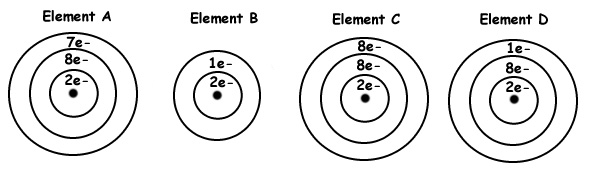 Element A
7e-
8e-
2e-
Element B
1e-
2e-
Element C
8e-
8e-
2e-
Element D
1e-
8e-
2e-